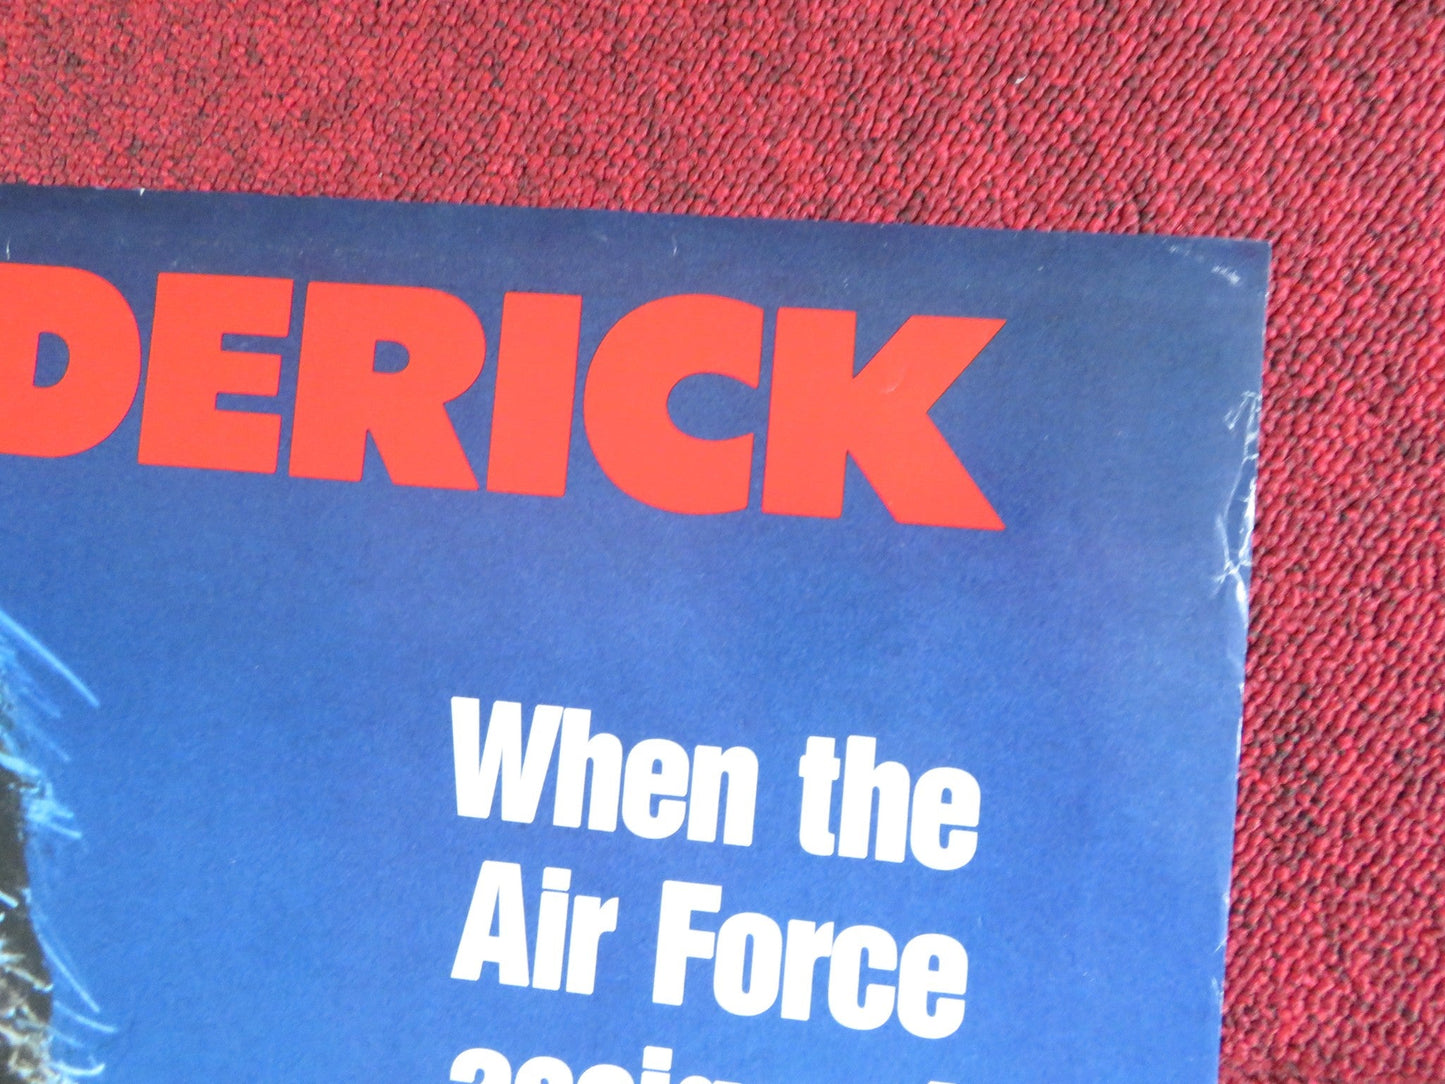 DERICK
When the
Air Force